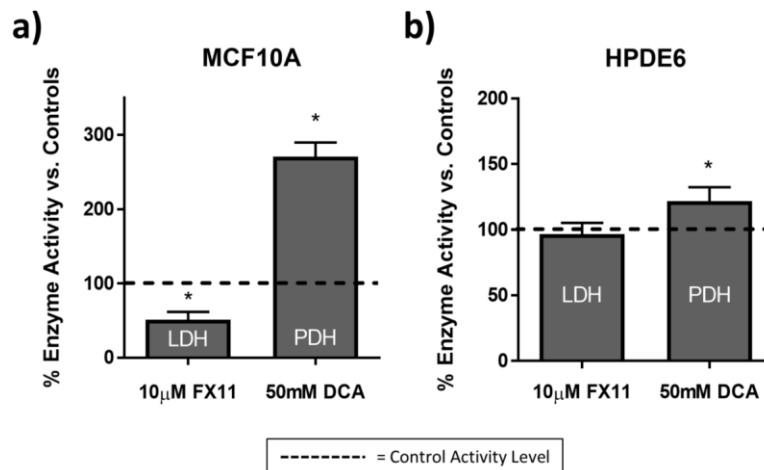 a)
MCF10A
% Enzyme Activity vs. Controls
300
200
100
0
*
*
LDH
PDH
10μM FX11
50mM DCA
b)
HPDE6
% Enzyme Activity vs. Controls
200
150
100
50
0
*
LDH
PDH
10μM FX11
50mM DCA
= Control Activity Level